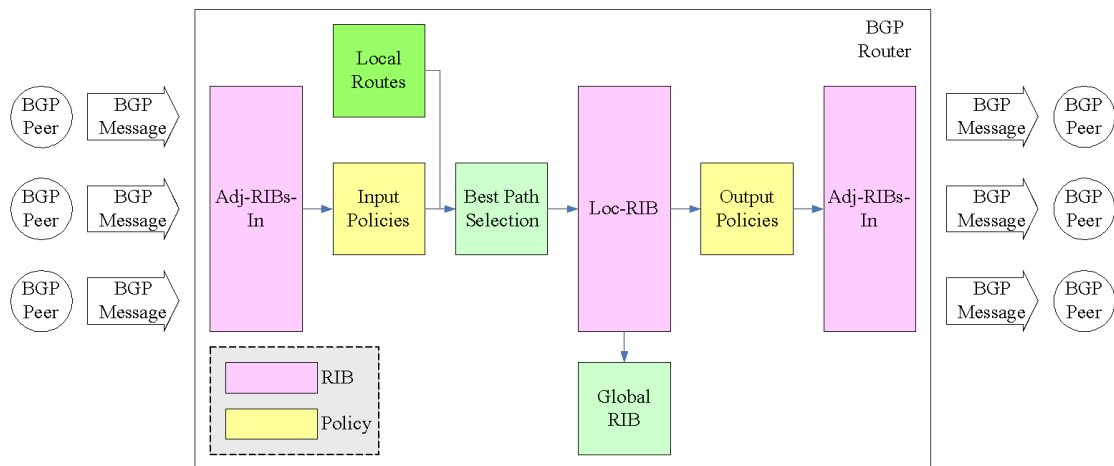 BGP
Router
Local
Routes
BGP
Peer
BGP
Message
BGP
Message
BGP
Peer
BGP
Peer
BGP
Message
Adj-RIBs-
In
Input
Policies
Best Path
Selection
Loc-RIB
Output
Policies
Adj-RIBs-
In
BGP
Message
BGP
Peer
BGP
Peer
BGP
Message
BGP
Message
BGP
Peer
RIB
Policy
Global
RIB